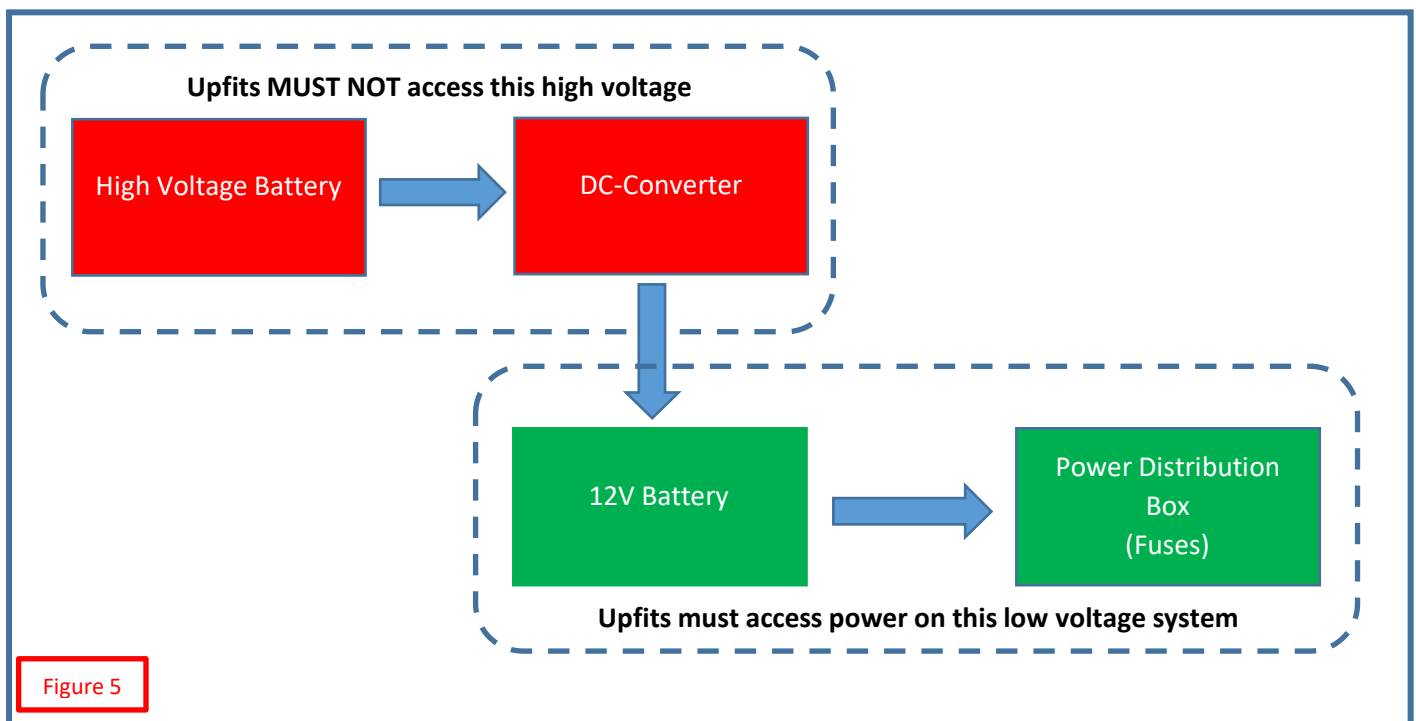 Upfits MUST NOT access this high voltage
High Voltage Battery
DC-Converter
12V Battery
Power Distribution
Box
(Fuses)
Upfits must access power on this low voltage system
Figure 5